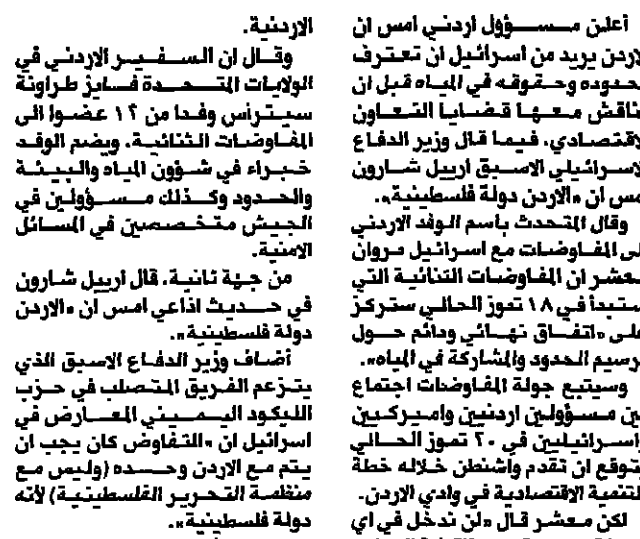 أعلن مسـؤول أردني أمس ان
الاردن يريد من اسرائيل ان تعترف
بحدوده وحقوقه في المياه قبل ان
يناقش معها قضايا التعاون
الاقتصادي، فيما قال وزير الدفاع
الاسرائيلي الاسبق أرييل شارون
امس ان «الاردن دولة فلسطينية».
وقال المتحدث باسم الوفد الاردني
الى المفاوضات مع اسرائيل مروان
معشر ان المفاوضات الثنائية التي
ستبدأ في ١٨ تموز الحالي ستركز
على «اتفاق نهائي ودائم حول
ترسيم الحدود والمشاركة في المياه».
وسيتبع جولة المفاوضات اجتماع
بين مسؤولين اردنيين واميركيين
واسرائيليين في ٢٠ تموز الحالي
يتوقع ان تقدم واشنطن خلاله خطة
للتنمية الاقتصادية في وادي الاردن.
لكن معشر قال «لن ندخل في اي
الاردنية.
وقال ان السفير الاردني في
الولايات المتحدة فايز طراونة
سيترأس وفدا من ١٢ عضوا الى
المفاوضات الثنائية، ويضم الوفد
خبراء في شؤون المياه والبيئة
والحدود وكذلك مسؤولين في
الجيش متخصصين في المسائل
الامنية.
من جهة ثانية، قال أرييل شارون
في حديث اذاعي امس ان «الاردن
دولة فلسطينية».
أضاف وزير الدفاع الاسبق الذي
يتزعم الفريق المتصلب في حزب
الليكود اليميني المعارض في
اسرائيل ان «التفاوض كان يجب ان
يتم مع الاردن وحده (وليس مع
منظمة التحرير الفلسطينية) لأنه
دولة فلسطينية».